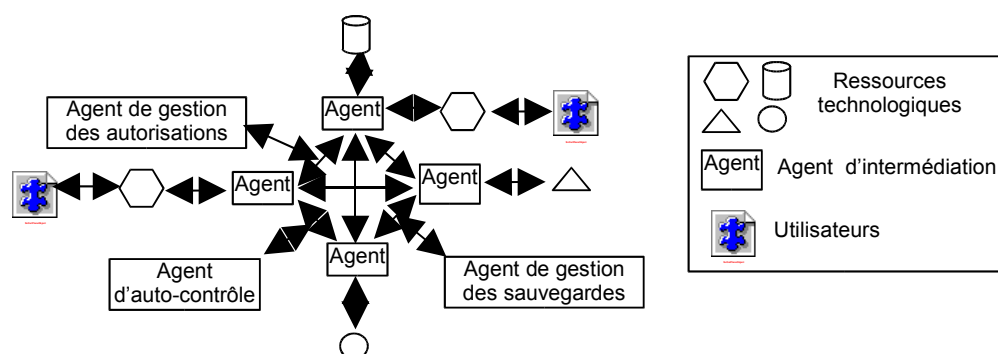 Agent de gestion
des autorisations
Agent
Agent
Agent
Agent
Agent
d'auto-contrôle
Agent de gestion
des sauvegardes
Ressources
technologiques
Agent
Agent d'intermédiation
Utilisateurs